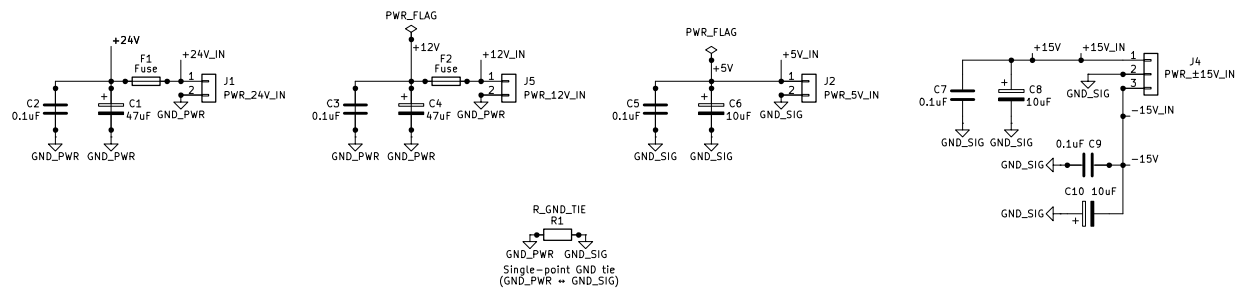 +24V
F1
Fuse
+24V_IN
J1
1
2
PWR_24V_IN
GND_PWR
C2
0.1uF
+
C1
47uF
GND_PWR
GND_PWR
PWR_FLAG
+12V
F2
Fuse
+12V_IN
J5
1
2
PWR_12V_IN
GND_PWR
C3
0.1uF
+
C4
47uF
GND_PWR
GND_PWR
PWR_FLAG
+5V
+5V_IN
J2
1
2
PWR_5V_IN
GND_SIG
C5
0.1uF
+
C6
10uF
GND_SIG
GND_SIG
+15V
+15V_IN
J4
1
2
3
PWR_±15V_IN
GND_SIG
C7
0.1uF
+
C8
10uF
GND_SIG
GND_SIG
-15V_IN
0.1uF C9
-15V
GND_SIG
C10 10uF
GND_SIG
+
R_GND_TIE
R1
GND_PWR
GND_SIG
Single-point GND tie
(GND_PWR ↔ GND_SIG)